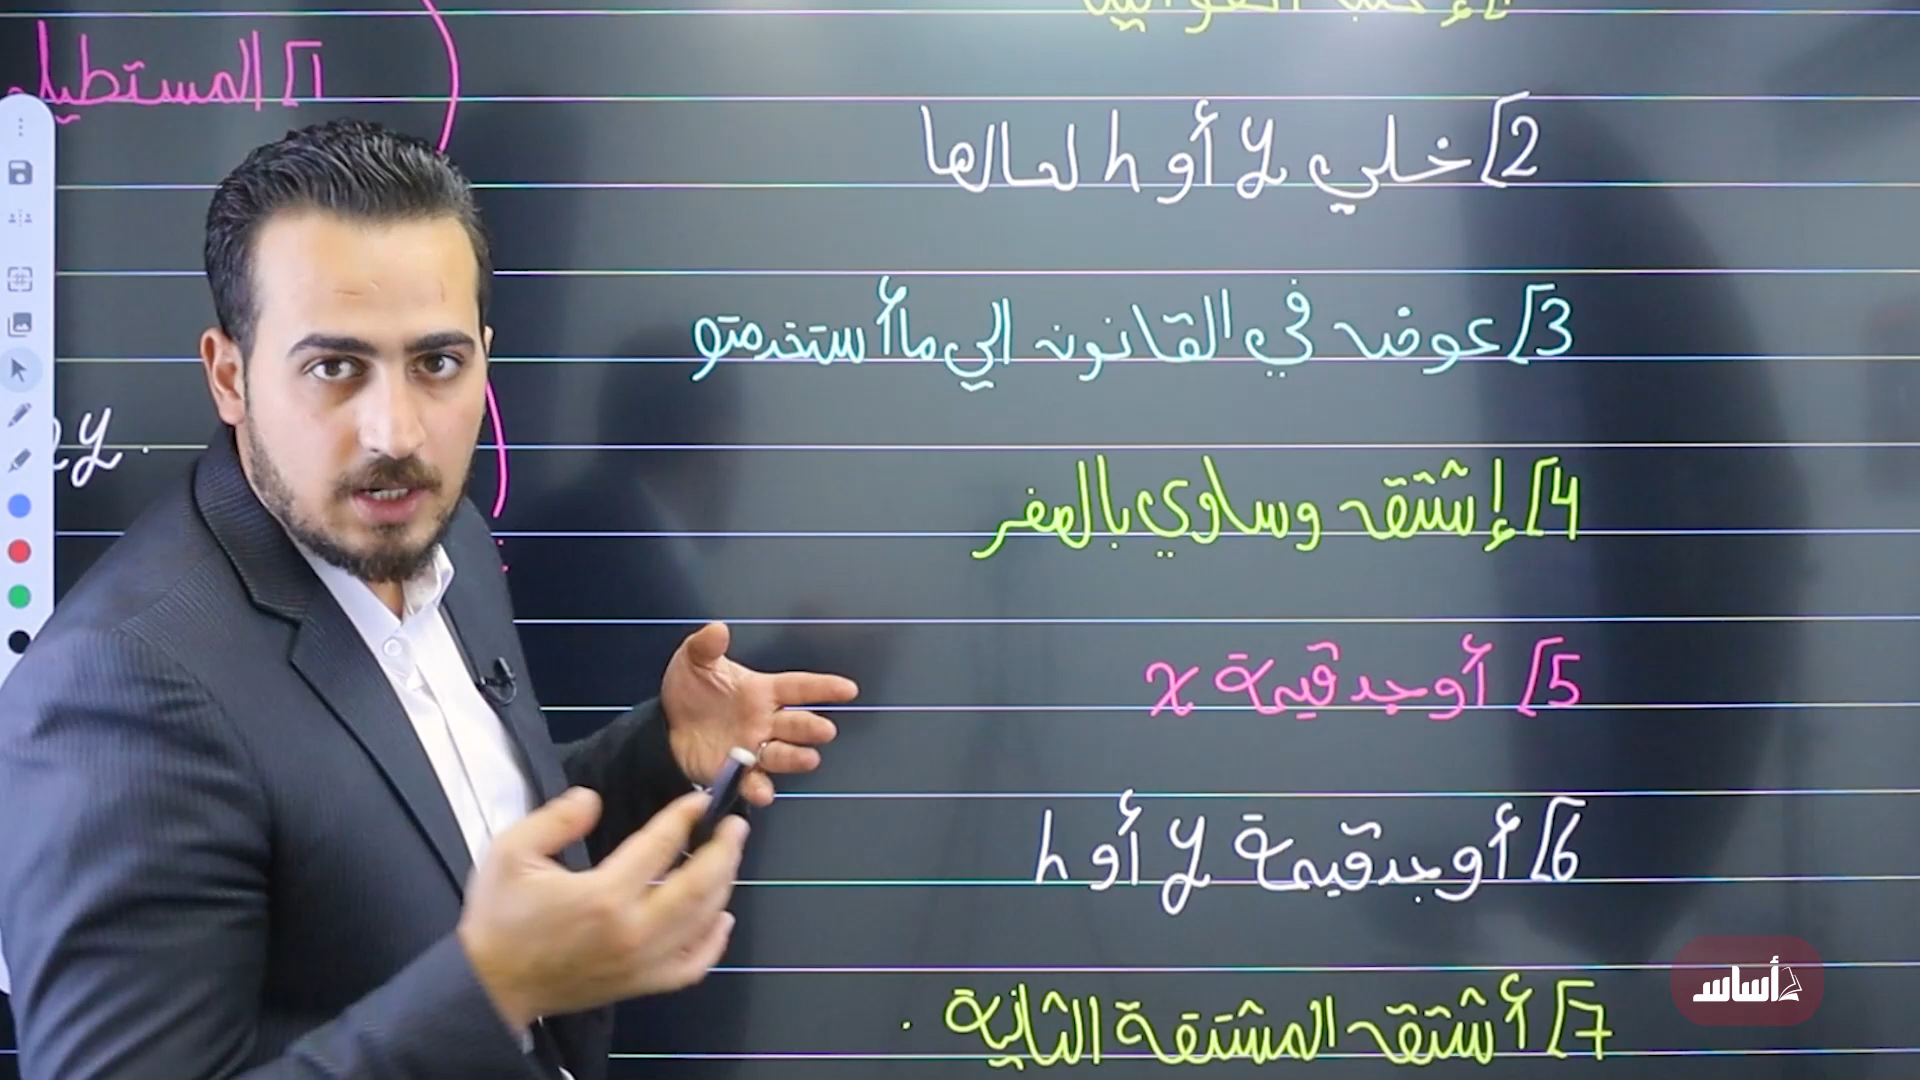 2] خلي y أو h لحالها
3] عوض في القانون الي ما أستخدمتو
4] إشتق وساوي بالصفر
5] أوجد قيمة x
6] أوجد قيمة y أو h
7] أشتق المشتقة الثانية .
1] المستطيل
y .
أساس